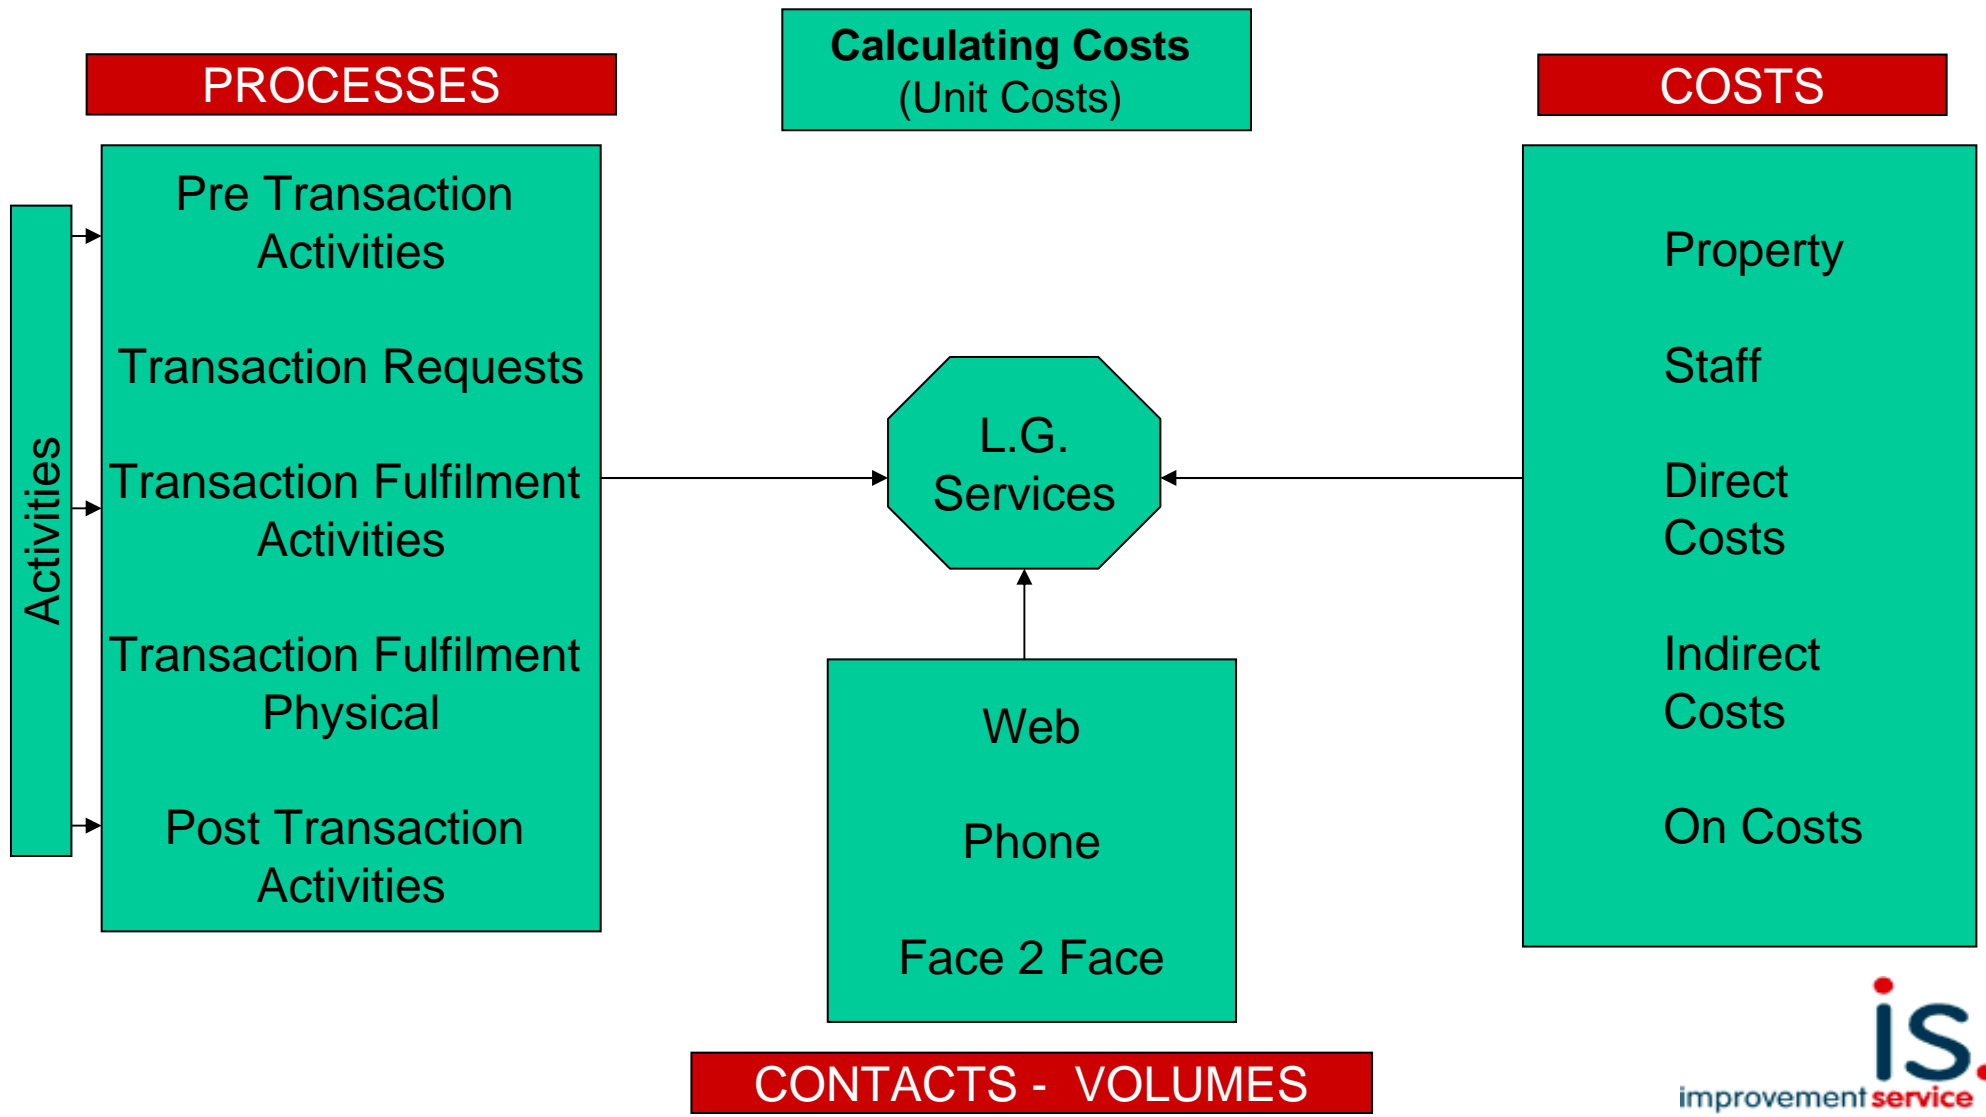 Calculating Costs
(Unit Costs)
PROCESSES
COSTS
Activities
Pre Transaction
Activities
Transaction Requests
Transaction Fulfilment
Activities
Transaction Fulfilment
Physical
Post Transaction
Activities
L.G.
Services
Web
Phone
Face 2 Face
CONTACTS - VOLUMES
Property
Staff
Direct
Costs
Indirect
Costs
On Costs
is.
improvement service